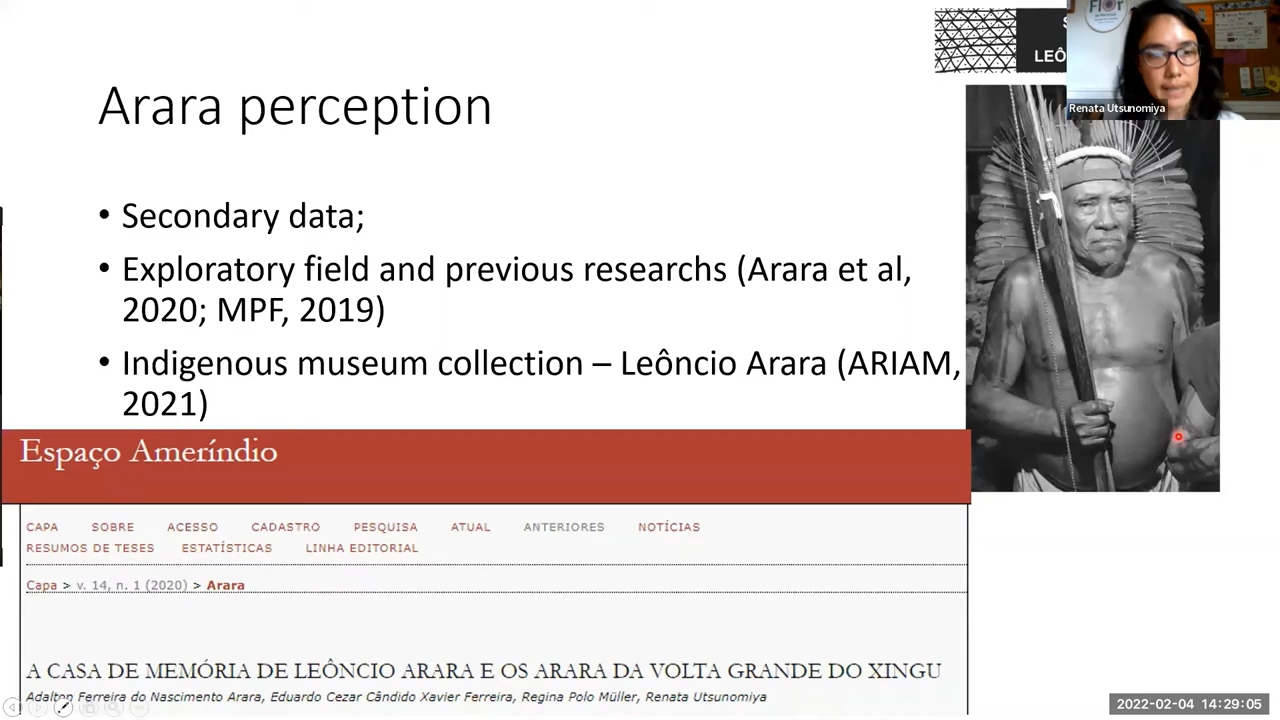 Arara perception
LEÔ
Flor
Renata Utsunomiya
• Secondary data;
• Exploratory field and previous researchs (Arara et al,
2020; MPF, 2019)
• Indigenous museum collection – Leôncio Arara (ARIAM,
2021)
Espaço Ameríndio
CAPA SOBRE ACESSO CADASTRO PESQUISA ATUAL ANTERIORES NOTÍCIAS
RESUMOS DE TESES ESTATÍSTICAS LINHA EDITORIAL
Capa > v. 14, n. 1 (2020) > Arara
A CASA DE MEMÓRIA DE LEÔNCIO ARARA E OS ARARA DA VOLTA GRANDE DO XINGU
Adalton Ferreira do Nascimento Arara, Eduardo Cezar Cândido Xavier Ferreira, Regina Polo Müller, Renata Utsunomiya
2022-02-04 14:29:05